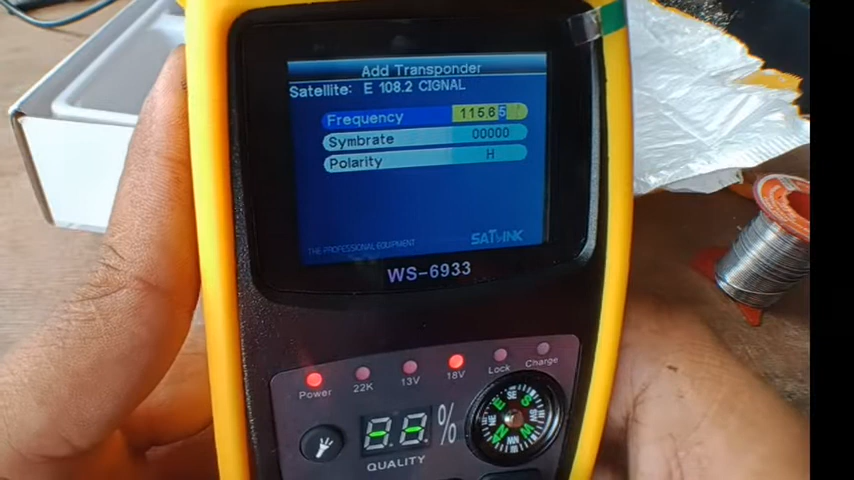 Add Transponder
Satellite: E 108.2 CIGNAL
Frequency 11565
Symbrate 00000
Polarity H
THE PROFESSIONAL EQUIPMENT
SATLINK
WS-6933
Power 22K 13V 18V Lock Charge
%
QUALITY